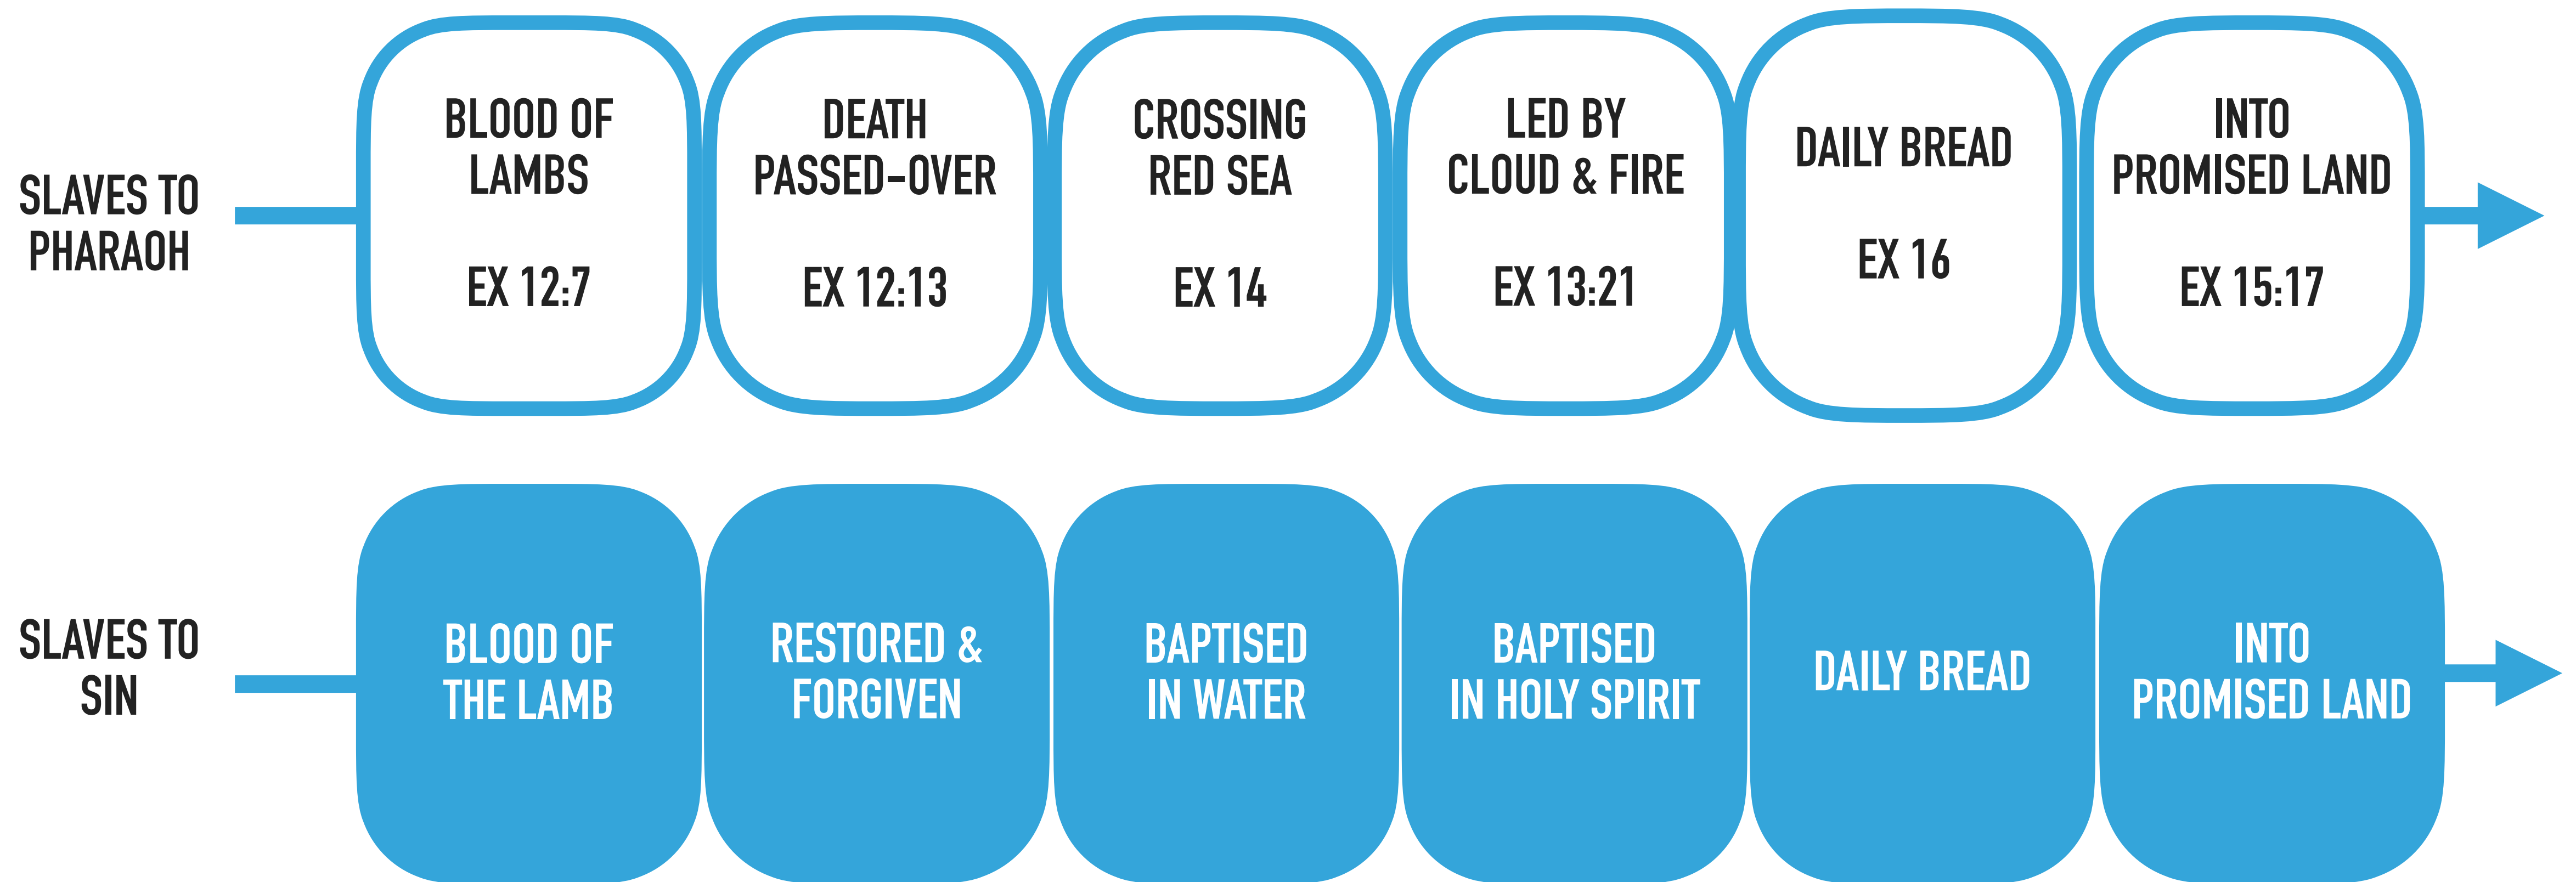 SLAVES TO
PHARAOH
BLOOD OF
LAMBS
EX 12:7
DEATH
PASSED-OVER
EX 12:13
CROSSING
RED SEA
EX 14
LED BY
CLOUD & FIRE
EX 13:21
DAILY BREAD
EX 16
INTO
PROMISED LAND
EX 15:17
SLAVES TO
SIN
BLOOD OF
THE LAMB
RESTORED &
FORGIVEN
BAPTISED
IN WATER
BAPTISED
IN HOLY SPIRIT
DAILY BREAD
INTO
PROMISED LAND